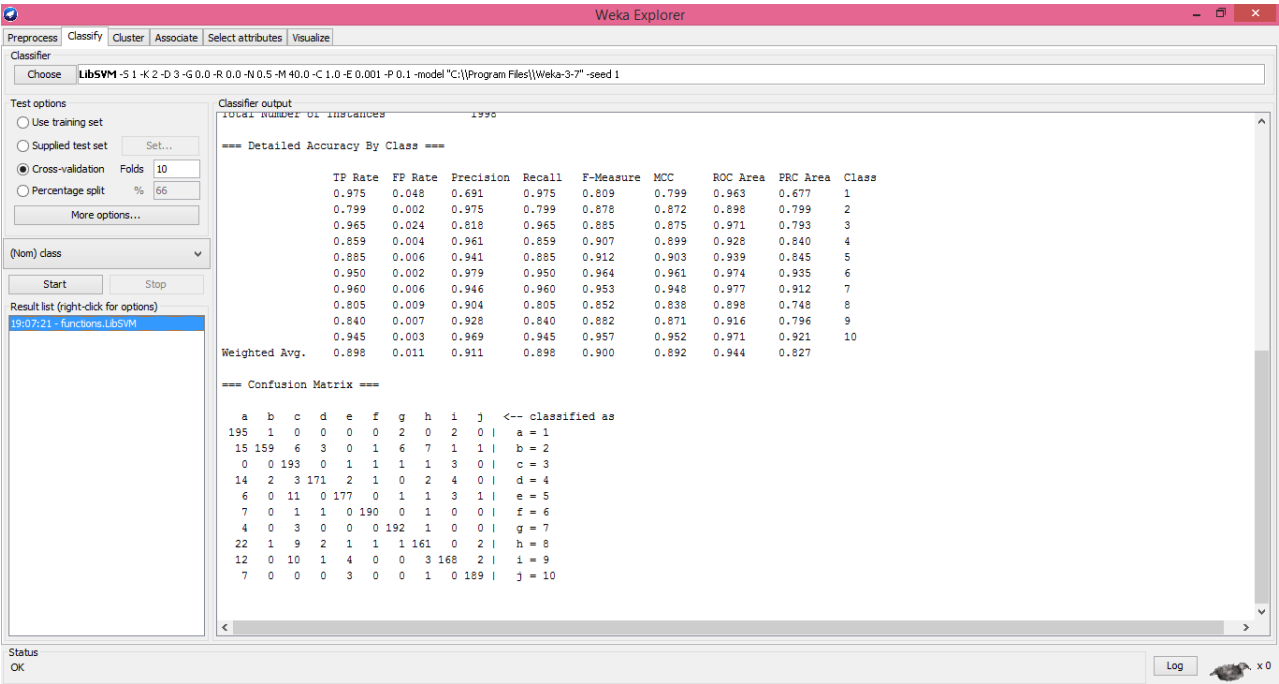 Weka Explorer
Preprocess Classify Cluster Associate Select attributes Visualize
Classifier
Choose LibSVM -S 1 -K 2 -D 3 -G 0.0 -R 0.0 -N 0.5 -M 40.0 -C 1.0 -E 0.001 -P 0.1 -model "C:\\Program Files\\Weka-3-7" -seed 1
Test options
Use training set
Supplied test set Set...
Cross-validation Folds 10
Percentage split % 66
More options...
(Nom) class
Start Stop
Result list (right-click for options)
19:07:21 - functions.LibSVM
Classifier output
Total Number of Instances 1998
=== Detailed Accuracy By Class ===
TP Rate FP Rate Precision Recall F-Measure MCC ROC Area PRC Area Class
0.975 0.048 0.691 0.975 0.809 0.799 0.963 0.677 1
0.799 0.002 0.975 0.799 0.878 0.872 0.898 0.799 2
0.965 0.024 0.818 0.965 0.885 0.875 0.971 0.793 3
0.859 0.004 0.961 0.859 0.907 0.899 0.928 0.840 4
0.885 0.006 0.941 0.885 0.912 0.903 0.939 0.845 5
0.950 0.002 0.979 0.950 0.964 0.961 0.974 0.935 6
0.960 0.006 0.946 0.960 0.953 0.948 0.977 0.912 7
0.805 0.009 0.904 0.805 0.852 0.838 0.898 0.748 8
0.840 0.007 0.928 0.840 0.882 0.871 0.916 0.796 9
0.945 0.003 0.969 0.945 0.957 0.952 0.971 0.921 10
Weighted Avg. 0.898 0.011 0.911 0.898 0.900 0.892 0.944 0.827
=== Confusion Matrix ===
a b c d e f g h i j <-- classified as
195 1 0 0 0 0 2 0 2 0 | a = 1
15 159 6 3 0 1 6 7 1 1 | b = 2
0 0 193 0 1 1 1 1 3 0 | c = 3
14 2 3 171 2 1 0 2 4 0 | d = 4
6 0 11 0 177 0 1 1 3 1 | e = 5
7 0 1 1 0 190 0 1 0 0 | f = 6
4 0 3 0 0 0 192 1 0 0 | g = 7
22 1 9 2 1 1 1 161 0 2 | h = 8
12 0 10 1 4 0 0 3 168 2 | i = 9
7 0 0 0 3 0 0 1 0 189 | j = 10
Status
OK
Log x 0